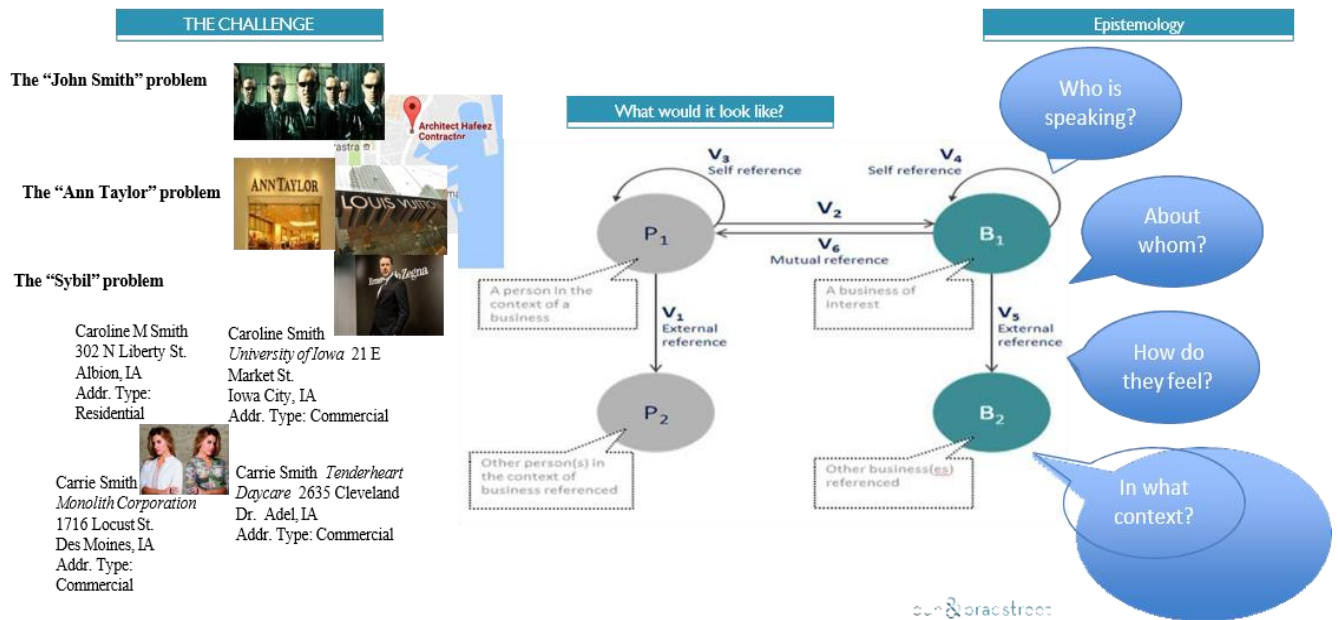 THE CHALLENGE
The “John Smith” problem
Architect Hafeez
Contractor
The “Ann Taylor” problem
ANN TAYLOR
LOUIS VUITTON
The “Sybil” problem
Zegna
Caroline M Smith
302 N Liberty St.
Albion, IA
Addr. Type:
Residential
Caroline Smith
University of Iowa 21 E
Market St.
Iowa City, IA
Addr. Type: Commercial
Carrie Smith
Monolith Corporation
1716 Locust St.
Des Moines, IA
Addr. Type:
Commercial
Carrie Smith Tenderheart
Daycare 2635 Cleveland
Dr. Adel, IA
Addr. Type: Commercial
What would it look like?
V3
Self reference
V4
Self reference
P1
V2
V6
Mutual reference
B1
A person in the
context of a
business
A business of
interest
V1
External
reference
V5
External
reference
P2
B2
Other person(s) in
the context of
business referenced
Other business(es)
referenced
Epistemology
Who is
speaking?
About
whom?
How do
they feel?
In what
context?
dun & bradstreet